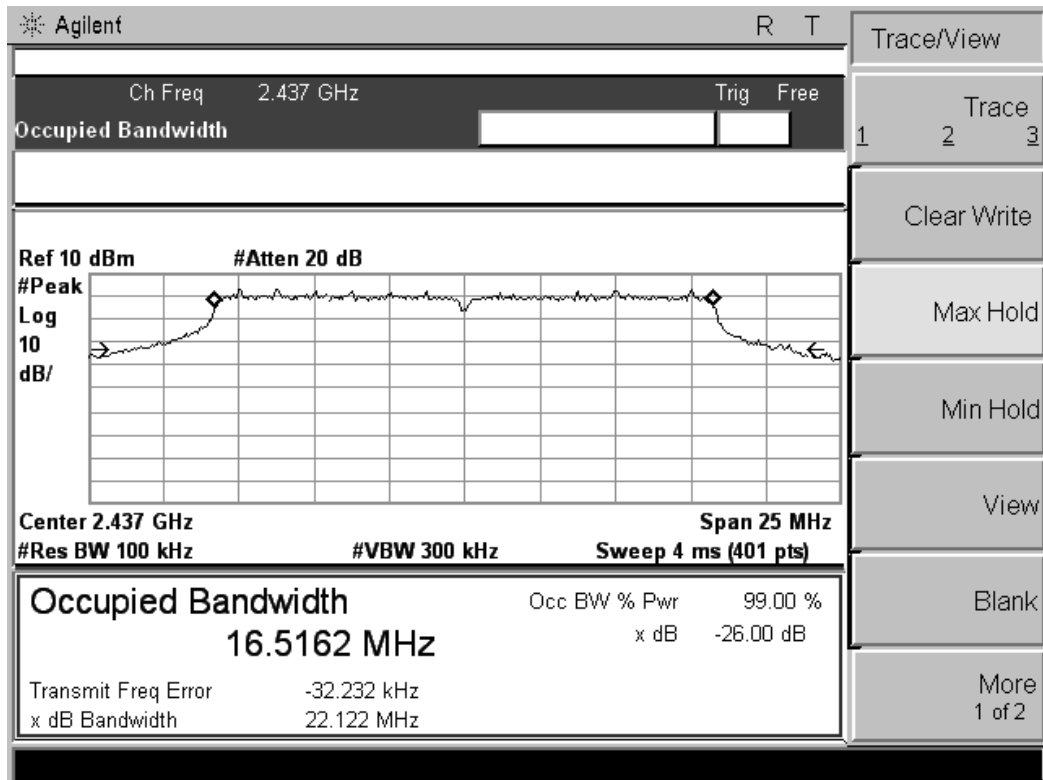 Agilent R T
Ch Freq 2.437 GHz Trig Free
Occupied Bandwidth
Ref 10 dBm #Atten 20 dB
#Peak
Log
10
dB/
Center 2.437 GHz Span 25 MHz
#Res BW 100 kHz #VBW 300 kHz Sweep 4 ms (401 pts)
Occupied Bandwidth
16.5162 MHz
Occ BW % Pwr 99.00 %
x dB -26.00 dB
Transmit Freq Error -32.232 kHz
x dB Bandwidth 22.122 MHz
Trace/View
Trace
1 2 3
Clear Write
Max Hold
Min Hold
View
Blank
More
1 of 2